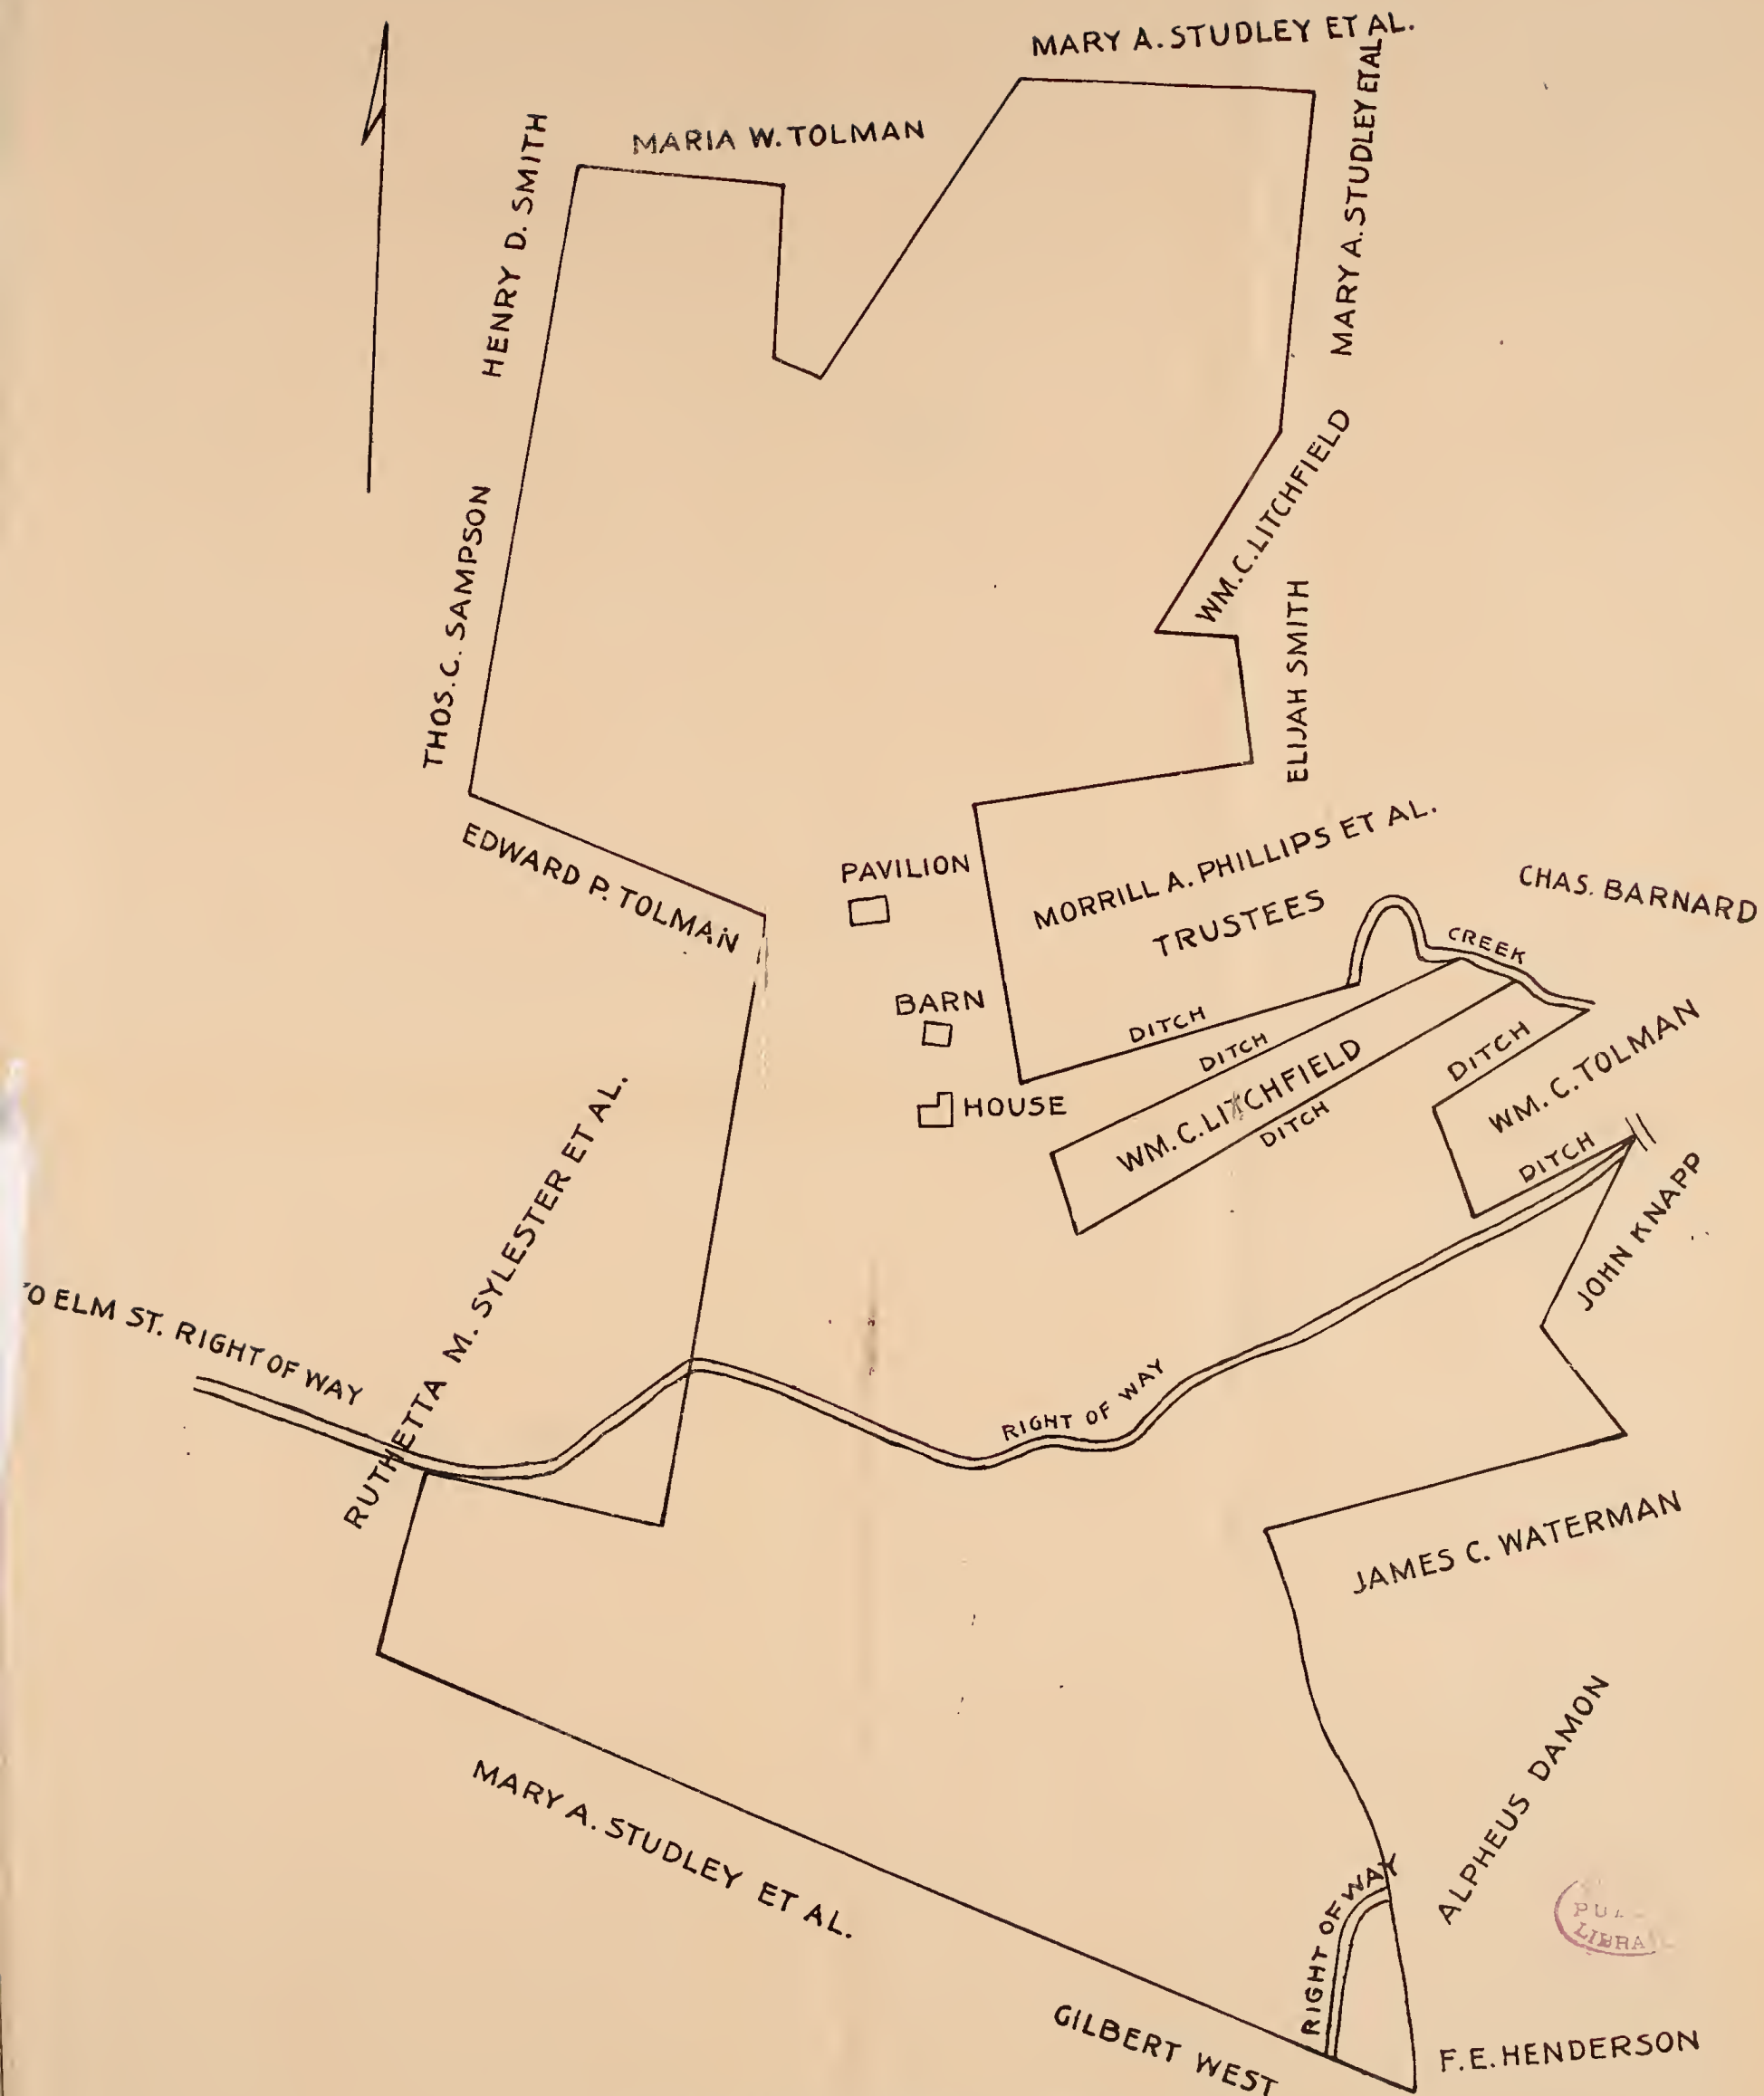 MARY A. STUDLEY ET AL.
MARY A. STUDLEY ET AL
MARIA W. TOLMAN
HENRY D. SMITH
THOS. C. SAMPSON
WM. C. LITCHFIELD
ELIJAH SMITH
EDWARD P. TOLMAN
PAVILION
MORRILL A. PHILLIPS ET AL.
TRUSTEES
CHAS. BARNARD
CREEK
BARN
DITCH
DITCH
DITCH
WM. C. LITCHFIELD
DITCH
WM. C. TOLMAN
HOUSE
DITCH
JOHN KNAPP
RUTHETTA M. SYLESTER ET AL.
O ELM ST. RIGHT OF WAY
RIGHT OF WAY
JAMES C. WATERMAN
ALPHEUS DAMON
MARY A. STUDLEY ET AL.
RIGHT OF WAY
GILBERT WEST
F. E. HENDERSON